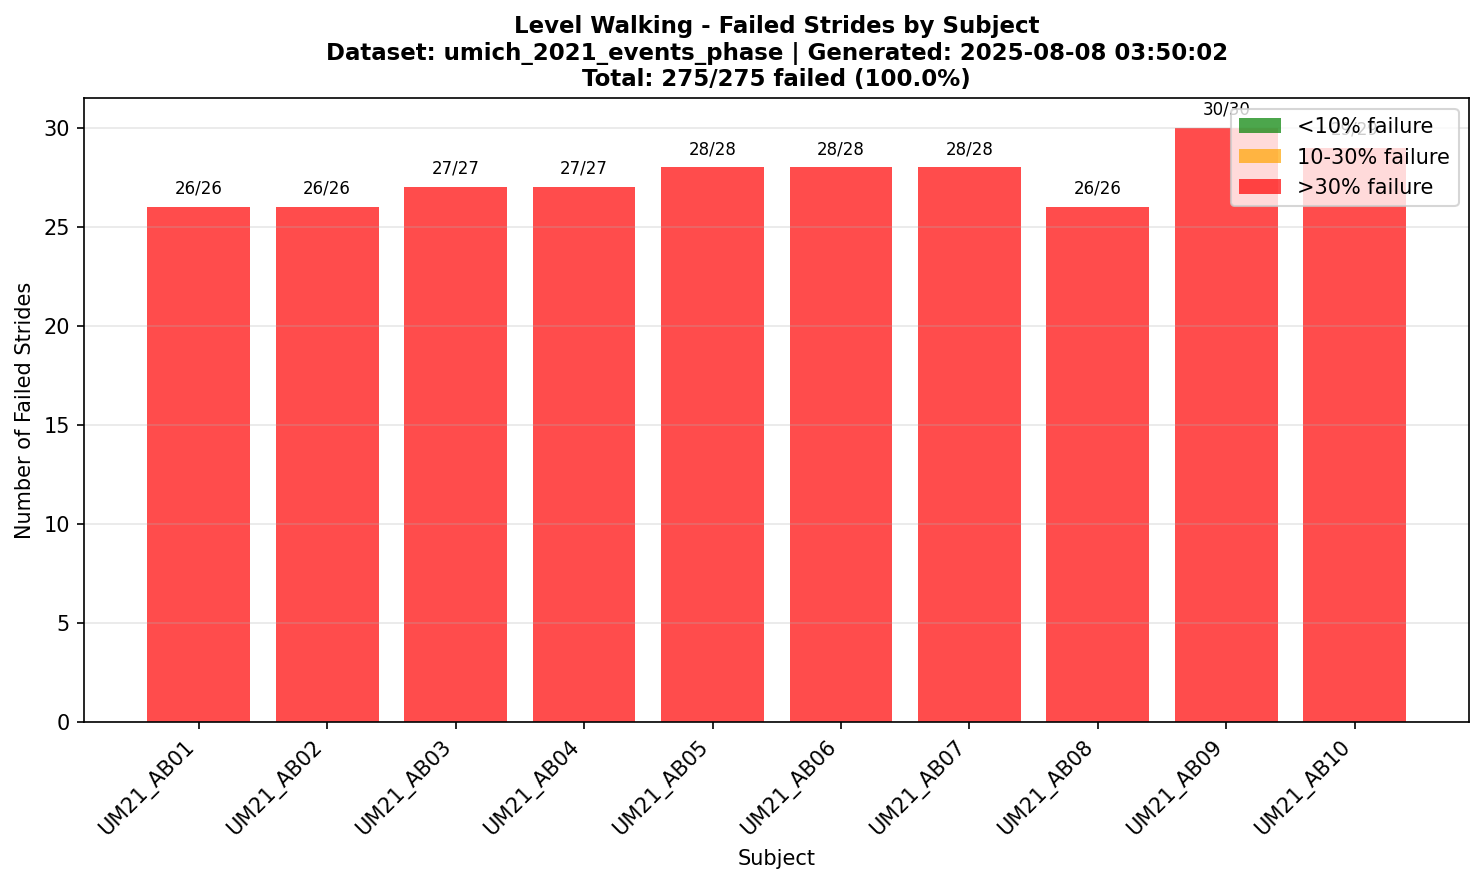 Level Walking - Failed Strides by Subject
Dataset: umich_2021_events_phase | Generated: 2025-08-08 03:50:02
Total: 275/275 failed (100.0%)
Number of Failed Strides
30
25
20
15
10
5
0
26/26
26/26
27/27
27/27
28/28
28/28
28/28
26/26
30/30
29/29
<10% failure
10-30% failure
>30% failure
UM21_AB01
UM21_AB02
UM21_AB03
UM21_AB04
UM21_AB05
UM21_AB06
UM21_AB07
UM21_AB08
UM21_AB09
UM21_AB10
Subject